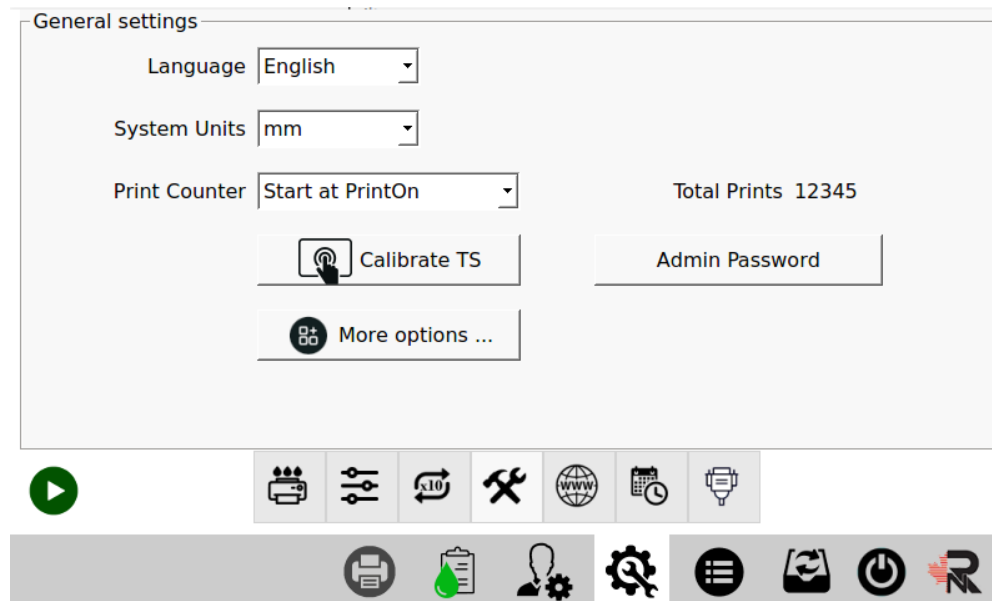 General settings
Language English
System Units mm
Print Counter Start at PrintOn Total Prints 12345
Calibrate TS Admin Password
More options ...
x10 www